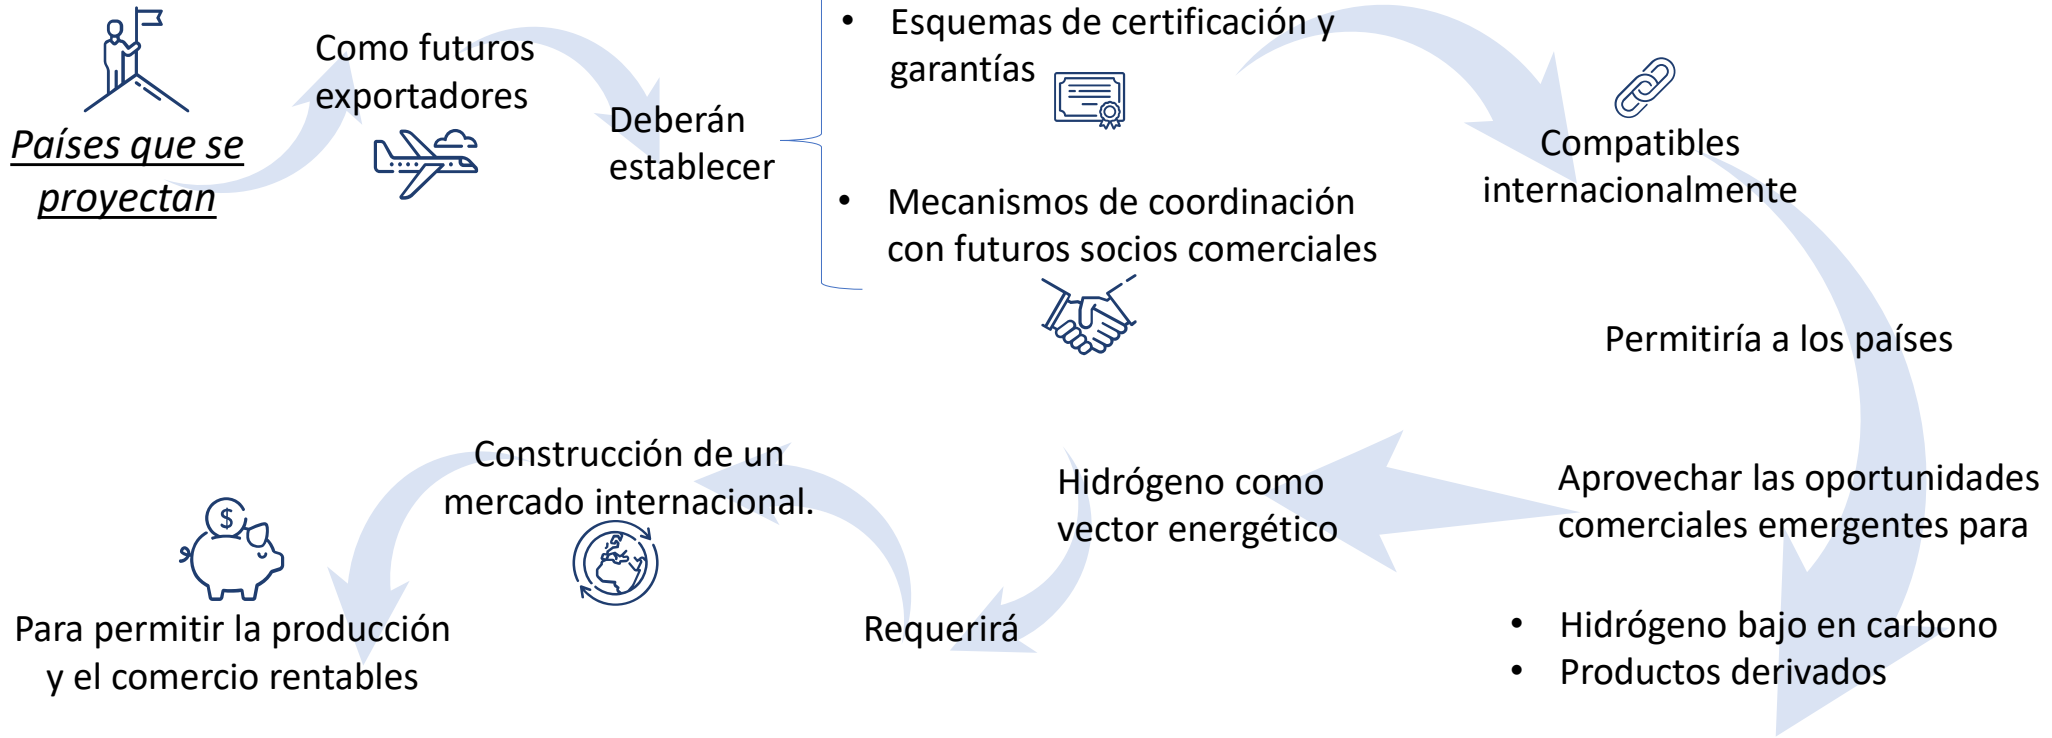 Países que se
proyectan
Como futuros
exportadores
Deberán
establecer
• Esquemas de certificación y
garantías
• Mecanismos de coordinación
con futuros socios comerciales
Compatibles
internacionalmente
Permitiría a los países
Aprovechar las oportunidades
comerciales emergentes para
• Hidrógeno bajo en carbono
• Productos derivados
Hidrógeno como
vector energético
Requerirá
Construcción de un
mercado internacional.
$
Para permitir la producción
y el comercio rentables